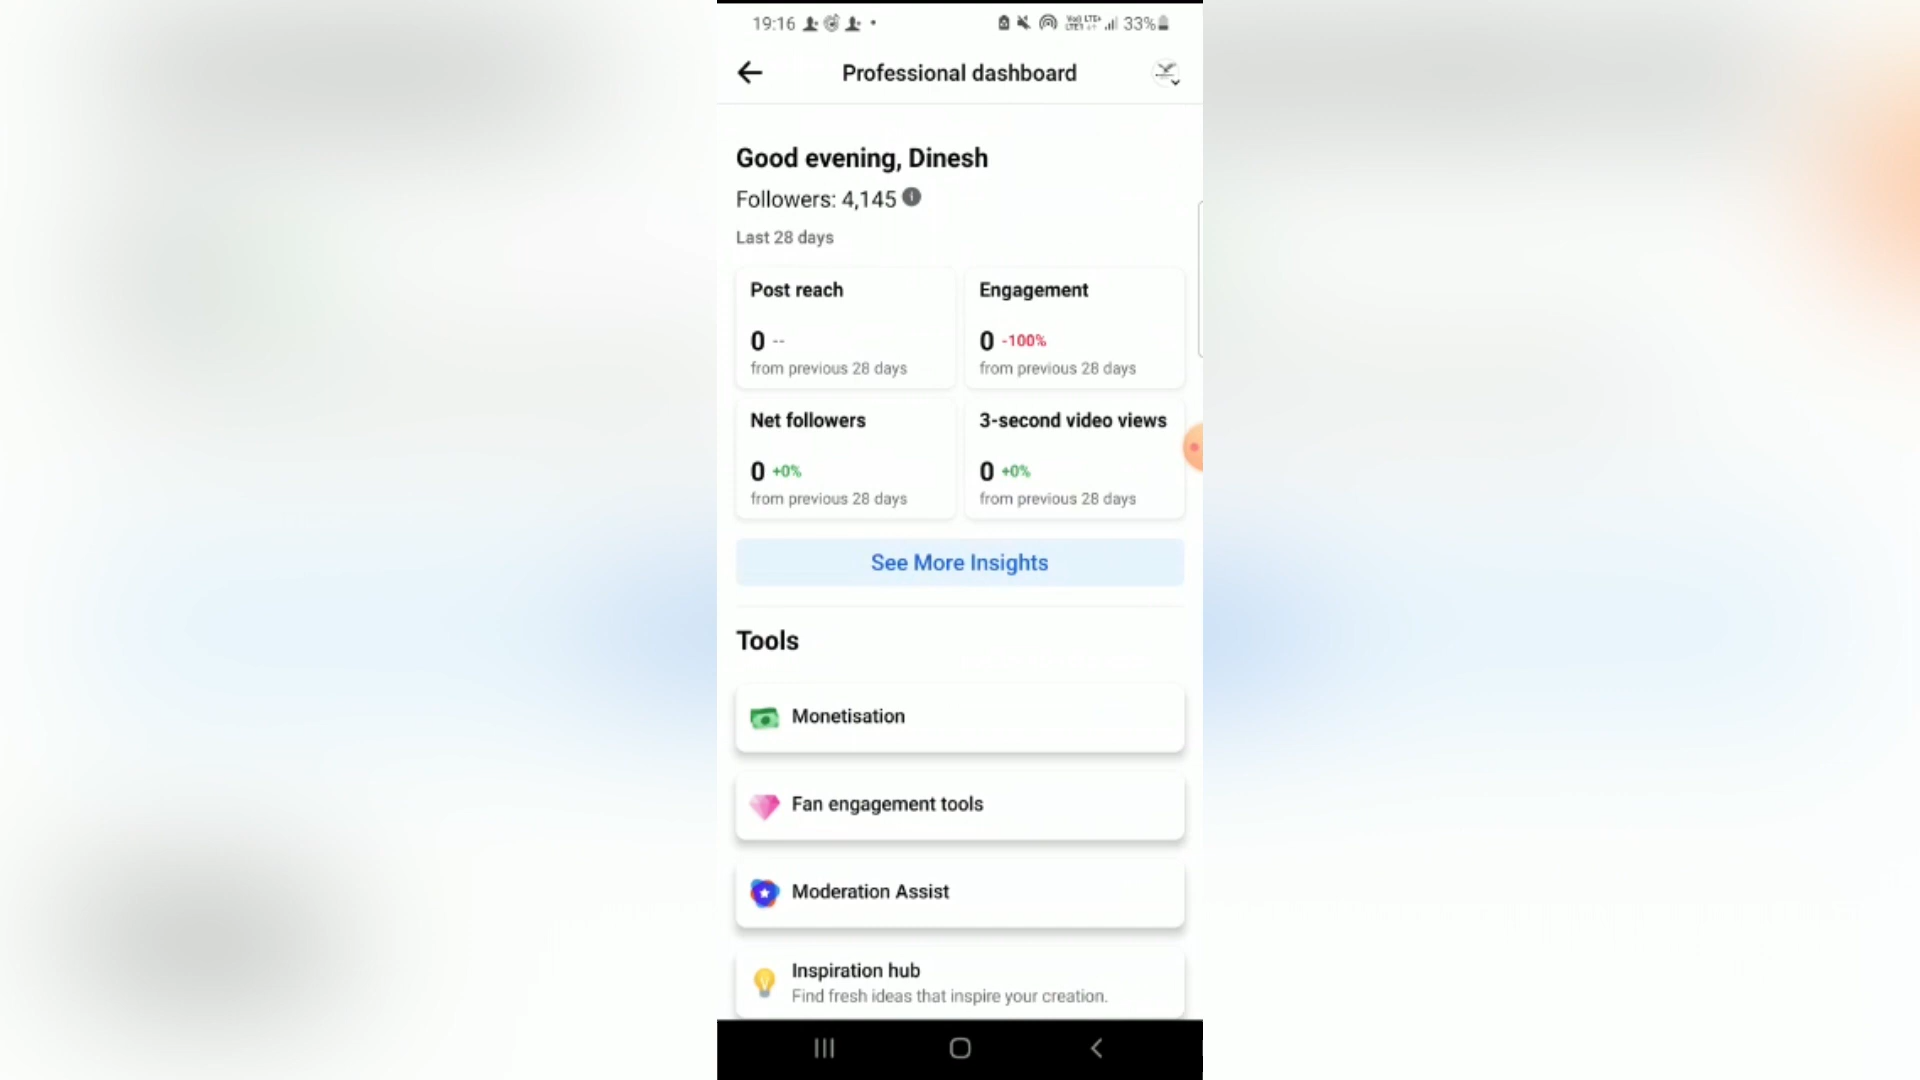 19:16 33%
Professional dashboard
Good evening, Dinesh
Followers: 4,145
Last 28 days
Post reach
0 --
from previous 28 days
Engagement
0 -100%
from previous 28 days
Net followers
0 +0%
from previous 28 days
3-second video views
0 +0%
from previous 28 days
See More Insights
Tools
Monetisation
Fan engagement tools
Moderation Assist
Inspiration hub
Find fresh ideas that inspire your creation.